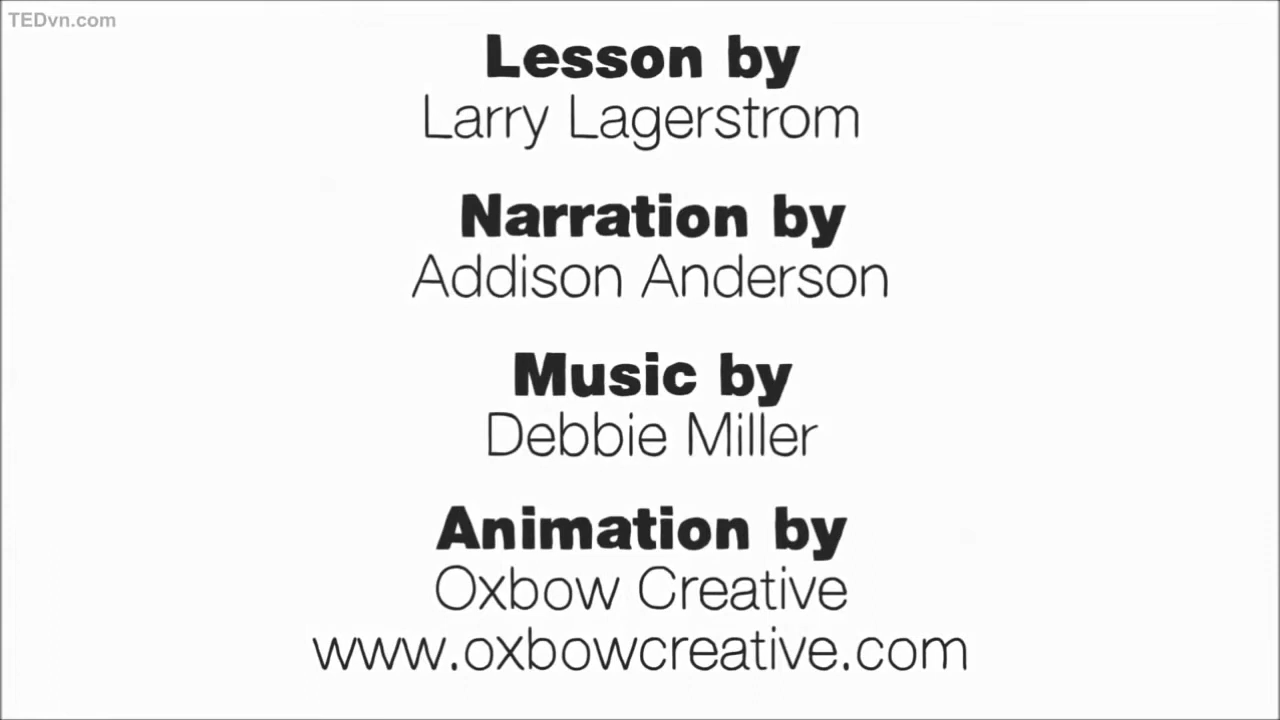 TEDvn.com
Lesson by
Larry Lagerstrom
Narration by
Addison Anderson
Music by
Debbie Miller
Animation by
Oxbow Creative
www.oxbowcreative.com